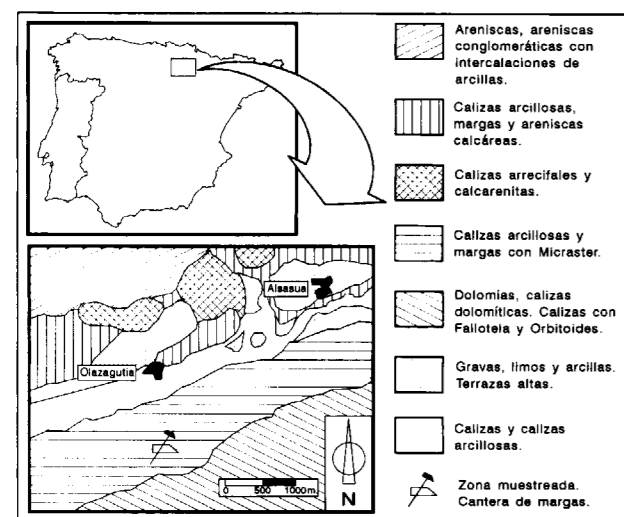 Areniscas, areniscas
conglomeráticas con
intercalaciones de
arcillas.
Calizas arcillosas,
margas y areniscas
calcáreas.
Calizas arrecifales y
calcarenitas.
Calizas arcillosas y
margas con Micraster.
Dolomías, calizas
dolomíticas. Calizas con
Fallotela y Orbitoides.
Gravas, limos y arcillas.
Terrazas altas.
Calizas y calizas
arcillosas.
Zona muestreada.
Cantera de margas.
Alsasua
Olazagutia
0 500 1000m.
N